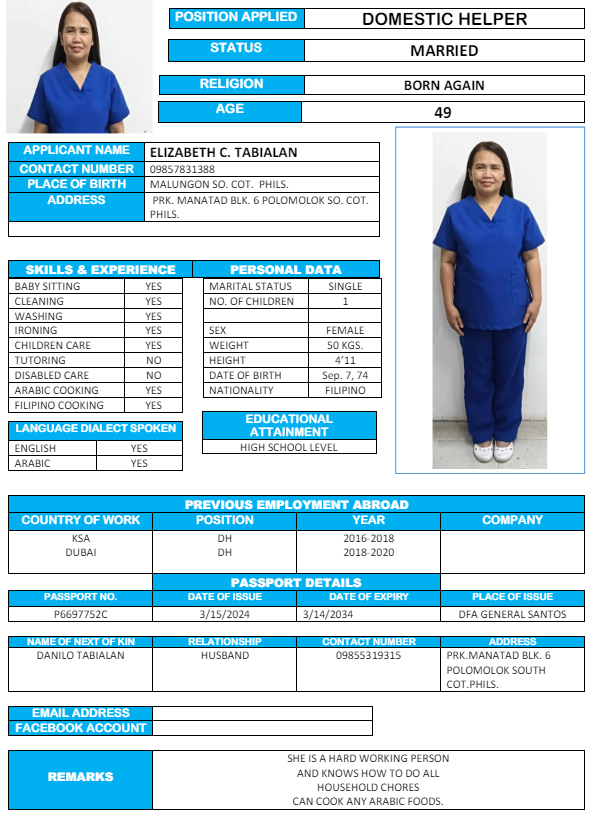 POSITION APPLIED DOMESTIC HELPER
STATUS MARRIED
RELIGION BORN AGAIN
AGE 49
APPLICANT NAME ELIZABETH C. TABIALAN
CONTACT NUMBER 09857831388
PLACE OF BIRTH MALUNGON SO. COT. PHILS.
ADDRESS PRK. MANATAD BLK. 6 POLOMOLOK SO. COT.
PHILS.
SKILLS & EXPERIENCE
BABY SITTING YES
CLEANING YES
WASHING YES
IRONING YES
CHILDREN CARE YES
TUTORING NO
DISABLED CARE NO
ARABIC COOKING YES
FILIPINO COOKING YES
LANGUAGE DIALECT SPOKEN
ENGLISH YES
ARABIC YES
PERSONAL DATA
MARITAL STATUS SINGLE
NO. OF CHILDREN 1
SEX FEMALE
WEIGHT 50 KGS.
HEIGHT 4'11
DATE OF BIRTH Sep. 7, 74
NATIONALITY FILIPINO
EDUCATIONAL
ATTAINMENT
HIGH SCHOOL LEVEL
PREVIOUS EMPLOYMENT ABROAD
COUNTRY OF WORK POSITION YEAR COMPANY
KSA DH 2016-2018
DUBAI DH 2018-2020
PASSPORT DETAILS
PASSPORT NO. DATE OF ISSUE DATE OF EXPIRY PLACE OF ISSUE
P6697752C 3/15/2024 3/14/2034 DFA GENERAL SANTOS
NAME OF NEXT OF KIN RELATIONSHIP CONTACT NUMBER ADDRESS
DANILO TABIALAN HUSBAND 09855319315 PRK.MANATAD BLK. 6
POLOMOLOK SOUTH
COT.PHILS.
EMAIL ADDRESS
FACEBOOK ACCOUNT
REMARKS
SHE IS A HARD WORKING PERSON
AND KNOWS HOW TO DO ALL
HOUSEHOLD CHORES
CAN COOK ANY ARABIC FOODS.